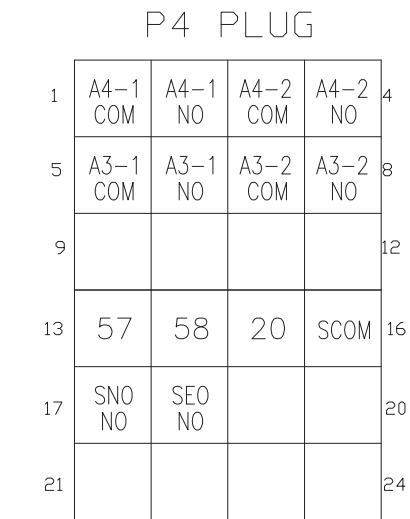 P4 PLUG
1 A4-1 COM A4-1 NO A4-2 COM A4-2 NO 4
5 A3-1 COM A3-1 NO A3-2 COM A3-2 NO 8
9 12
13 57 58 20 SCOM 16
17 SNO NO SEO NO 20
21 24